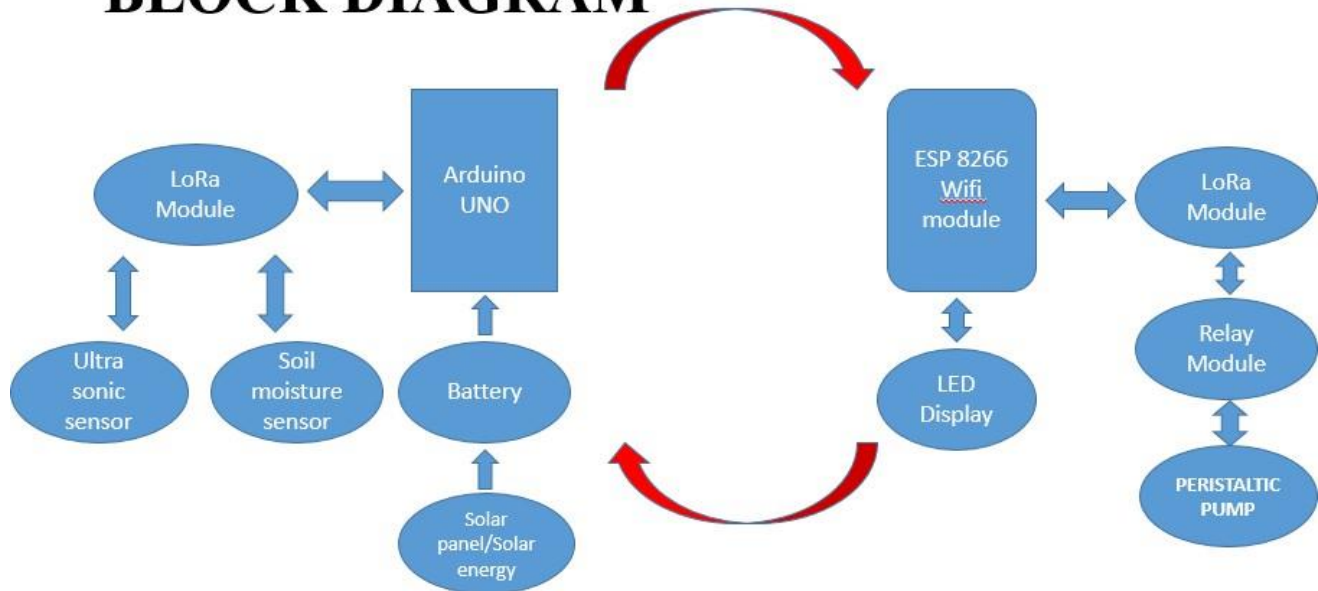 BLOCK DIAGRAM
LoRa
Module
Arduino
UNO
ESP 8266
Wifi
module
LoRa
Module
Ultra
sonic
sensor
Soil
moisture
sensor
Battery
LED
Display
Relay
Module
Solar
panel/Solar
energy
PERISTALTIC
PUMP